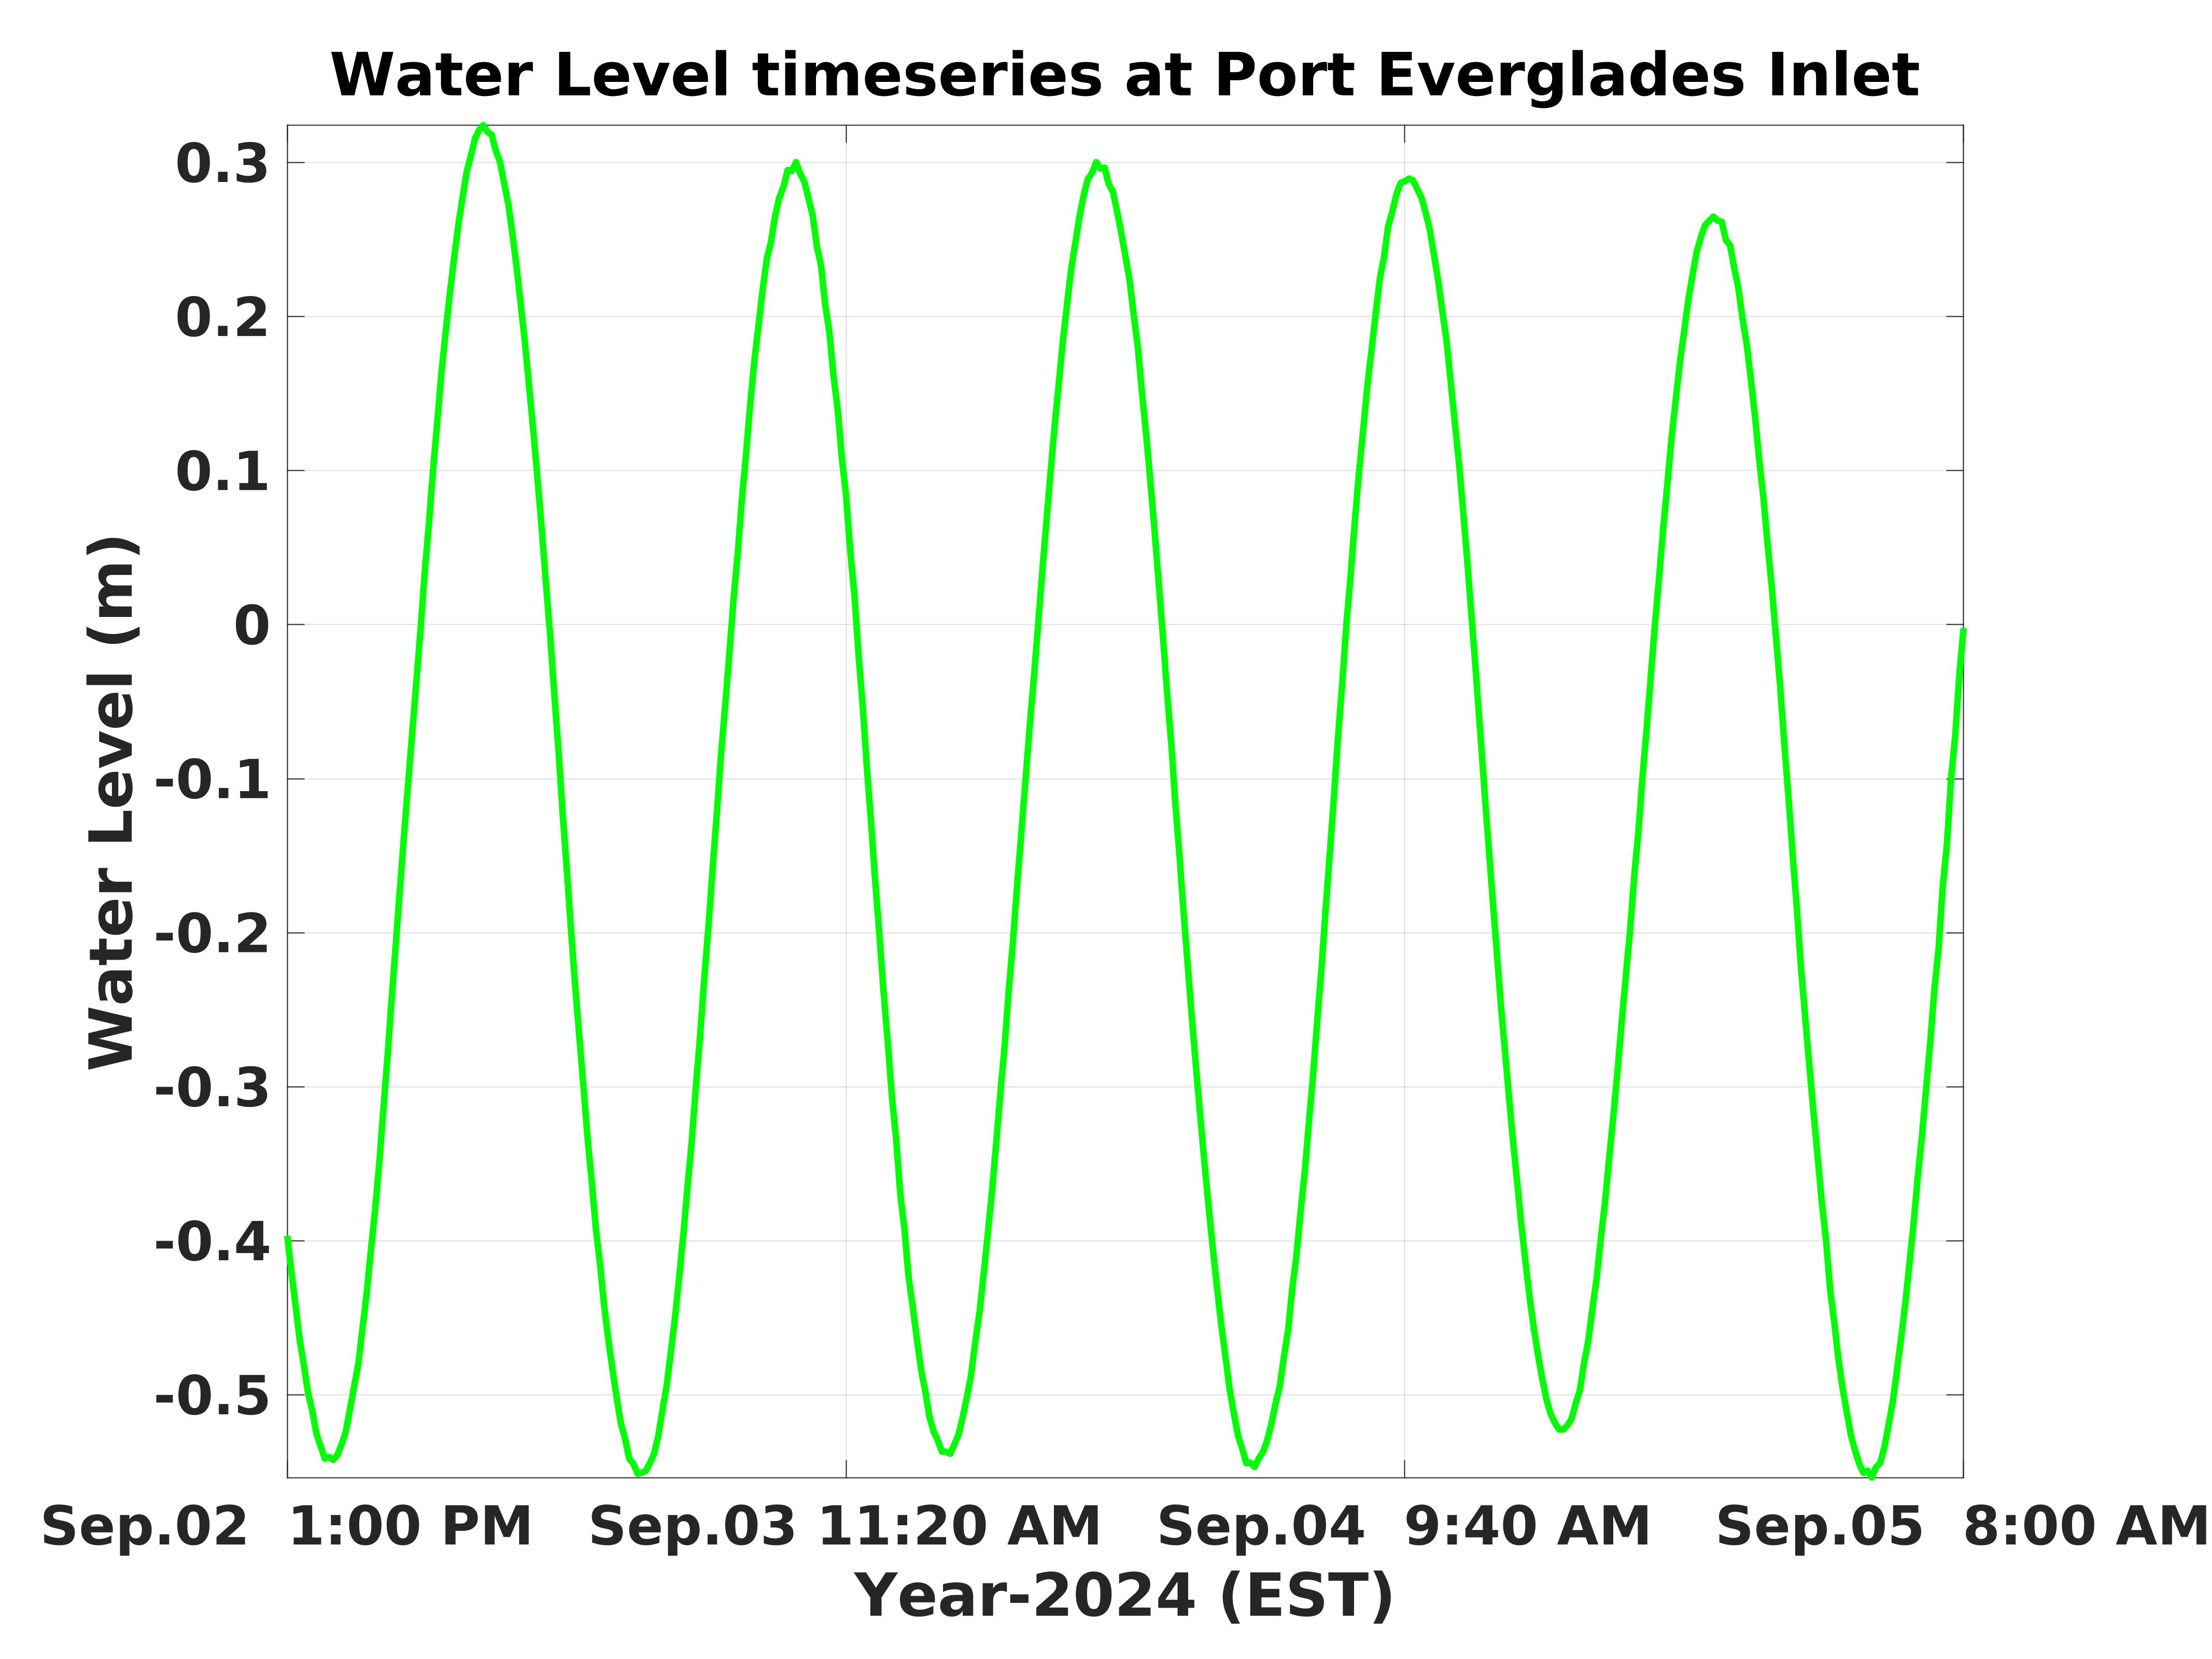 Water Level timeseries at Port Everglades Inlet
0.3
0.2
0.1
0
-0.1
-0.2
-0.3
-0.4
-0.5
Water Level (m)
Sep.02 1:00 PM
Sep.03 11:20 AM
Sep.04 9:40 AM
Sep.05 8:00 AM
Year-2024 (EST)